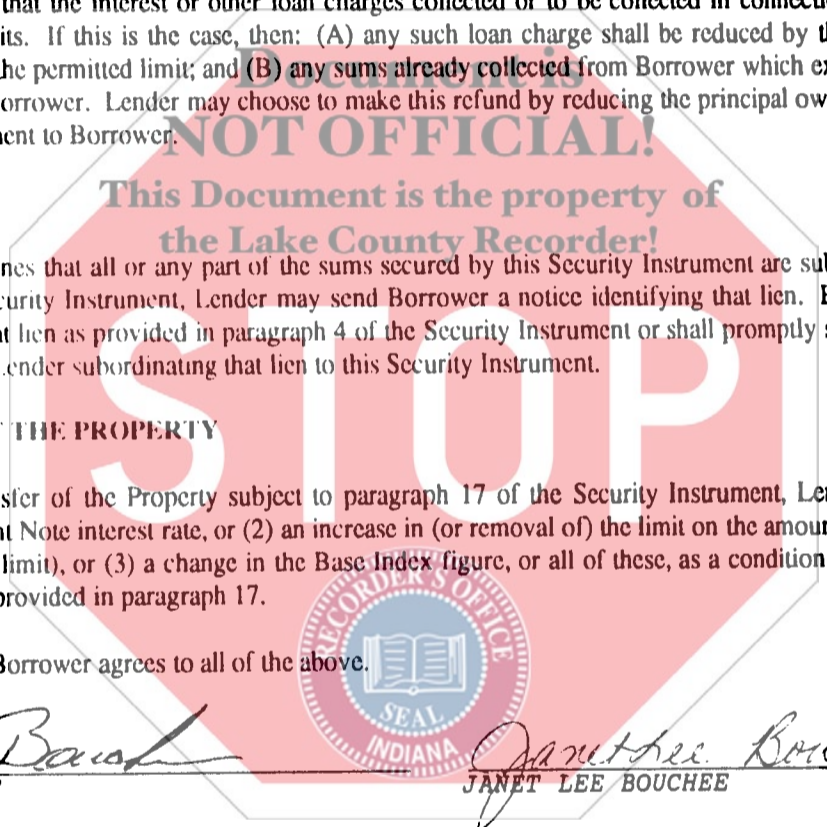 that the interest or other loan charges collected or to be collected in
its. If this is the case, then: (A) any such loan charge shall be reduced by
he permitted limit; and (B) any sums already collected from Borrower which
Document is
orrower. Lender may choose to make this refund by reducing the principal
ent to Borrower.
NOT OFFICIAL!
This Document is the property of
the Lake County Recorder!
nes that all or any part of the sums secured by this Security Instrument are
curity Instrument, Lender may send Borrower a notice identifying that lien.
lien as provided in paragraph 4 of the Security Instrument or shall promptly
ender subordinating that lien to this Security Instrument.
STOP
THE PROPERTY
sfer of the Property subject to paragraph 17 of the Security Instrument,
Note interest rate, or (2) an increase in (or removal of) the limit on the
limit), or (3) a change in the Base Index figure, or all of these, as a condition
provided in paragraph 17.
RECORDER'S OFFICE
Borrower agrees to all of the above.
SEAL
INDIANA
Janet Lee
JANET LEE BOUCHEE